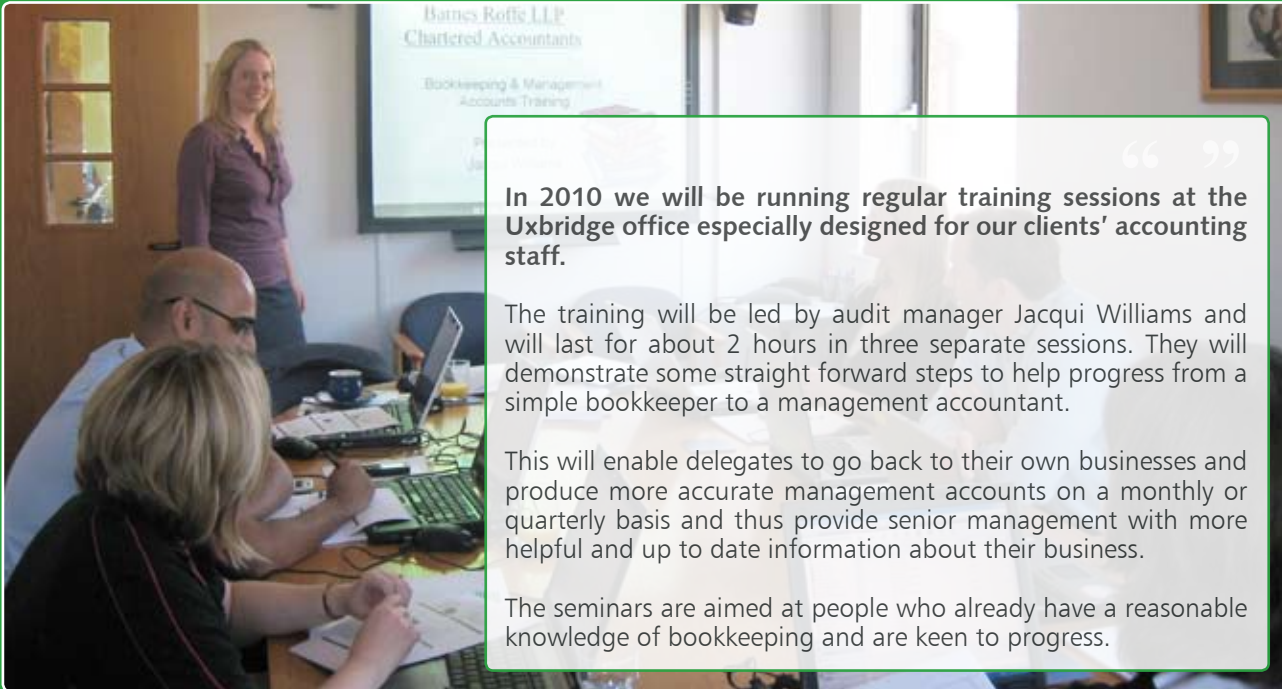 Barnes Roffe LLP
Chartered Accountants
Bookkeeping & Management
Accounts Training
“ ”
In 2010 we will be running regular training sessions at the
Uxbridge office especially designed for our clients’ accounting
staff.
The training will be led by audit manager Jacqui Williams and
will last for about 2 hours in three separate sessions. They will
demonstrate some straight forward steps to help progress from a
simple bookkeeper to a management accountant.
This will enable delegates to go back to their own businesses and
produce more accurate management accounts on a monthly or
quarterly basis and thus provide senior management with more
helpful and up to date information about their business.
The seminars are aimed at people who already have a reasonable
knowledge of bookkeeping and are keen to progress.